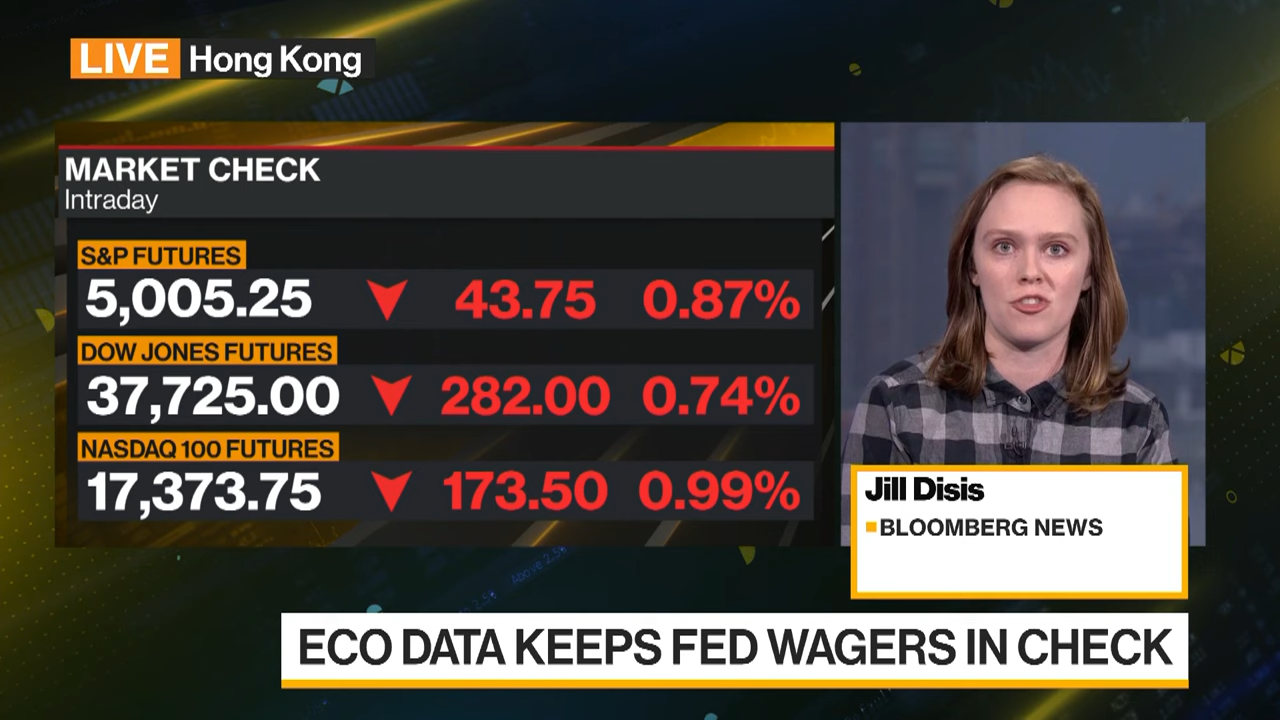 LIVE Hong Kong
MARKET CHECK
Intraday
S&P FUTURES
5,005.25 43.75 0.87%
DOW JONES FUTURES
37,725.00 282.00 0.74%
NASDAQ 100 FUTURES
17,373.75 173.50 0.99%
Jill Disis
BLOOMBERG NEWS
ECO DATA KEEPS FED WAGERS IN CHECK